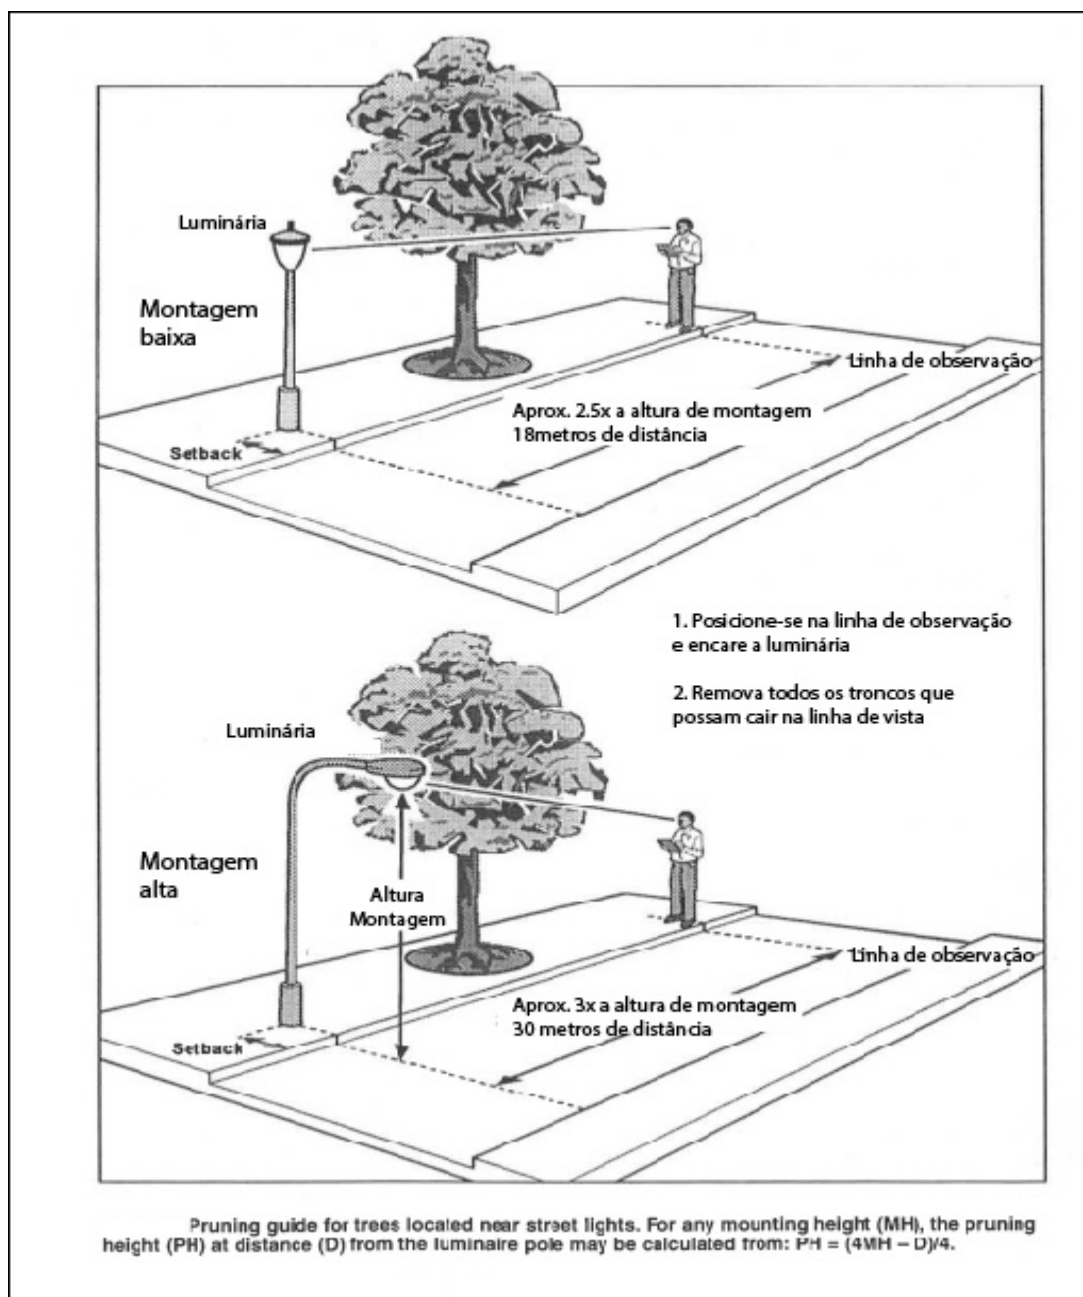 Luminária
Montagem
baixa
Linha de observação
Aprox. 2.5x a altura de montagem
18metros de distância
Setback
1. Posicione-se na linha de observação
e encare a luminária
2. Remova todos os troncos que
possam cair na linha de vista
Luminária
Montagem
alta
Altura
Montagem
Linha de observação
Aprox. 3x a altura de montagem
30 metros de distância
Setback
Pruning guide for trees located near street lights. For any mounting height (MH), the pruning
height (PH) at distance (D) from the luminaire pole may be calculated from: PH = (4MH – D)/4.